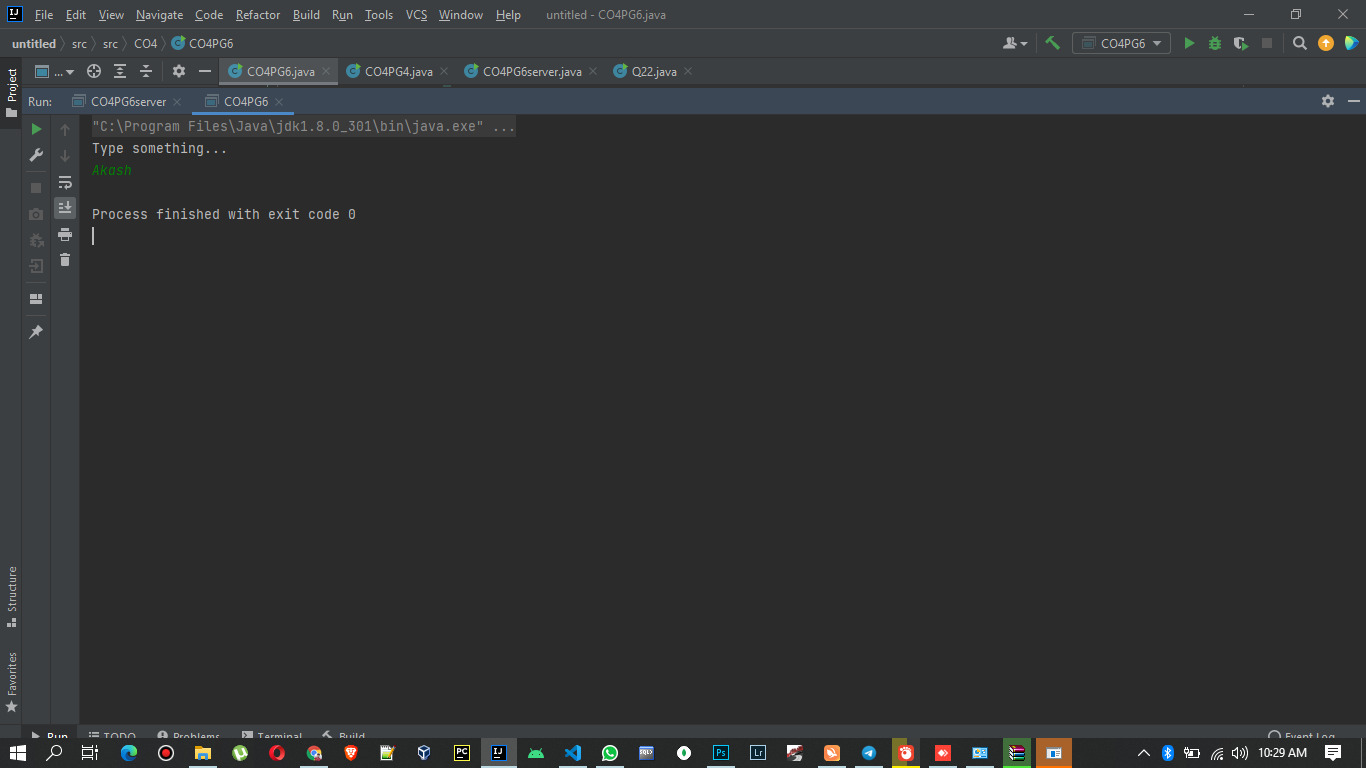 File Edit View Navigate Code Refactor Build Run Tools VCS Window Help untitled - CO4PG6.java
untitled src src CO4 CO4PG6 CO4PG6
Project
... CO4PG6.java CO4PG4.java CO4PG6server.java Q22.java
Run: CO4PG6server CO4PG6
"C:\Program Files\Java\jdk1.8.0_301\bin\java.exe" ...
Type something...
Akash
Process finished with exit code 0
Structure
Favorites
Run TODO Problems Terminal Build Event Log
PC IJ SQL Ps Lr 10:29 AM